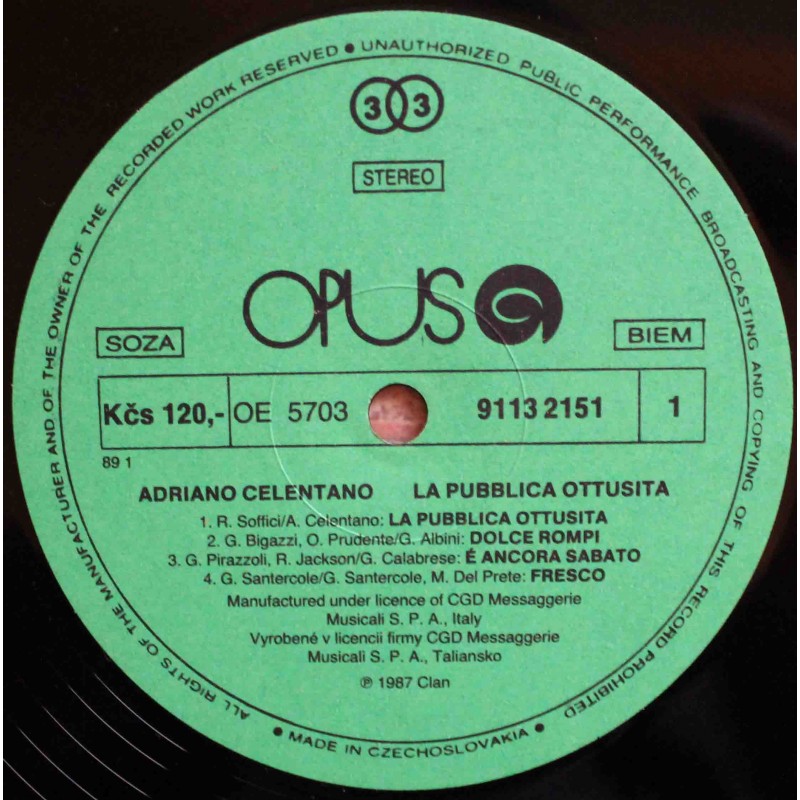 ALL RIGHTS OF THE MANUFACTURER AND OF THE OWNER OF THE RECORDED WORK RESERVED ● UNAUTHORIZED PUBLIC PERFORMANCE BROADCASTING AND COPYING OF THIS RECORD PROHIBITED
33
STEREO
OPUS
SOZA
BIEM
Kčs 120,- OE 5703 9113 2151 1
89 1
ADRIANO CELENTANO LA PUBBLICA OTTUSITA
1. R. Soffici/A. Celentano: LA PUBBLICA OTTUSITA
2. G. Bigazzi, O. Prudente/G. Albini: DOLCE ROMPI
3. G. Pirazzoli, R. Jackson/G. Calabrese: É ANCORA SABATO
4. G. Santercole/G. Santercole, M. Del Prete: FRESCO
Manufactured under licence of CGD Messaggerie
Musicali S. P. A., Italy
Vyrobené v licencii firmy CGD Messaggerie
Musicali S. P. A., Taliansko
℗ 1987 Clan
● MADE IN CZECHOSLOVAKIA ●